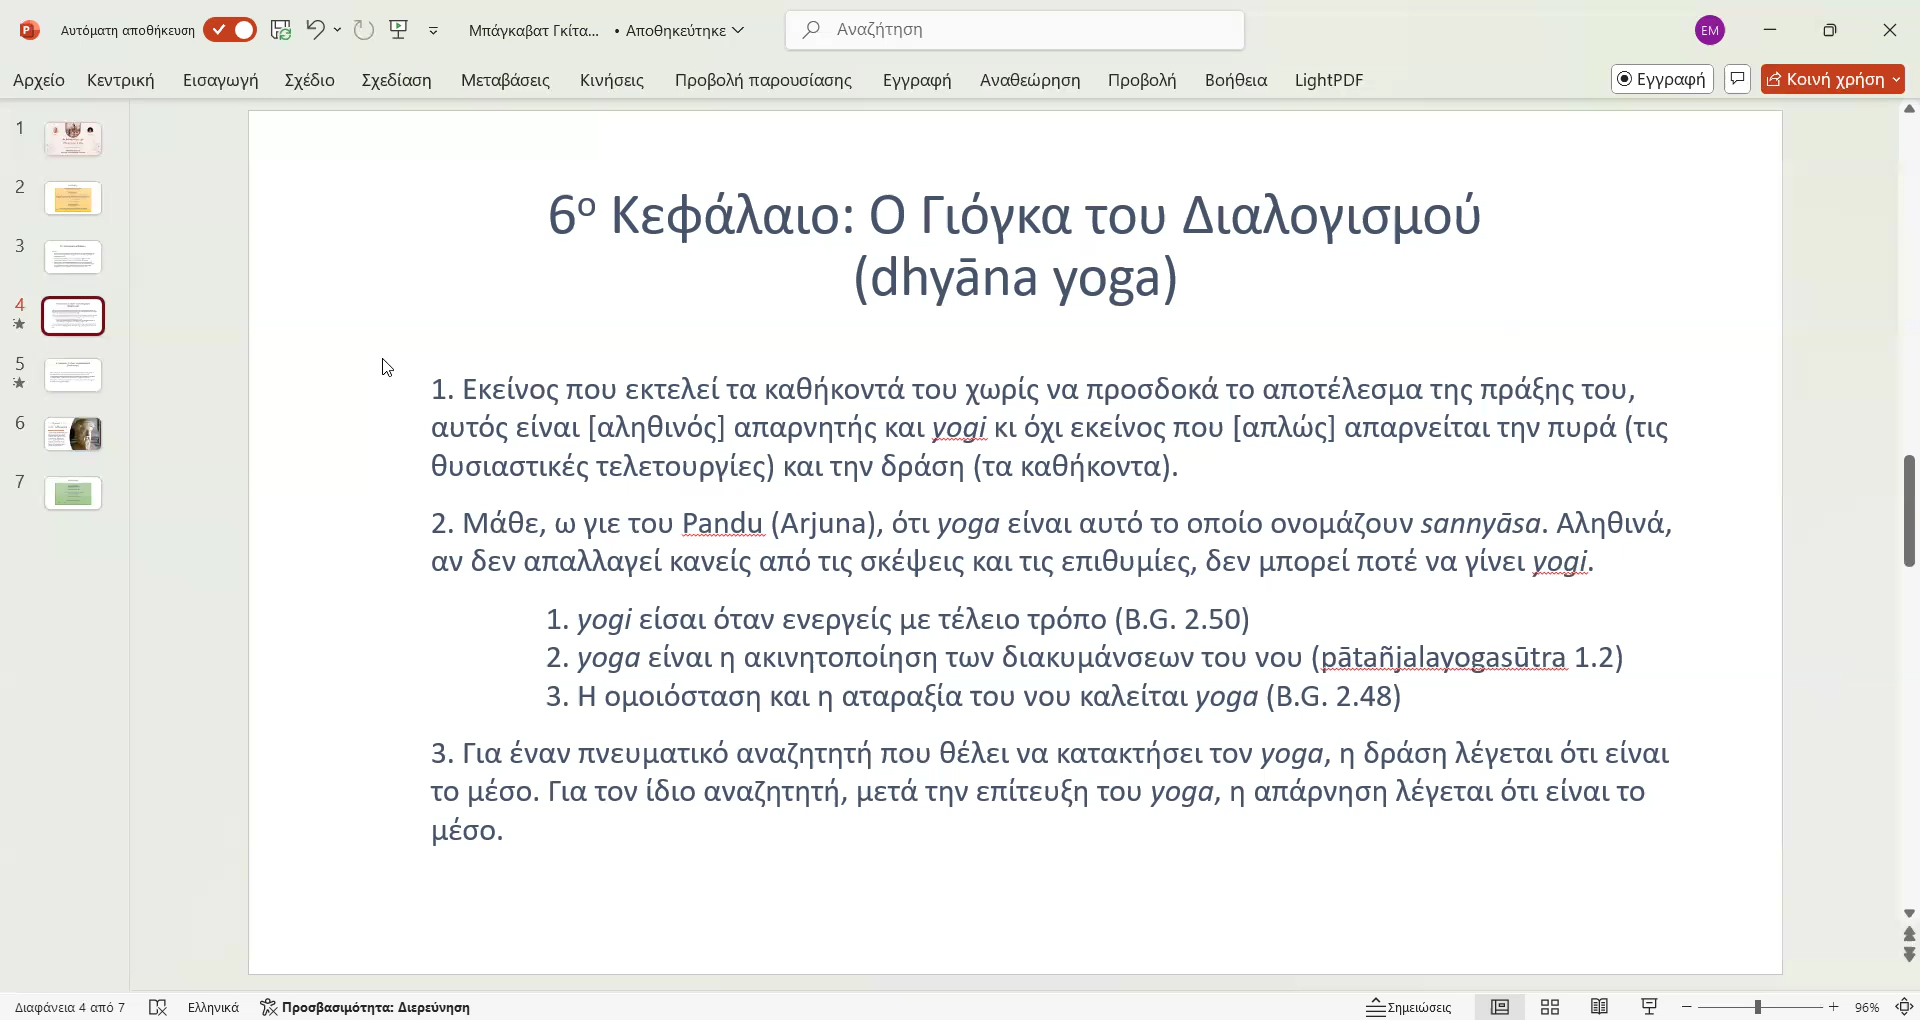 Αυτόματη αποθήκευση
Μπάγκαβατ Γκίτα... • Αποθηκεύτηκε
Αναζήτηση
EM
Αρχείο Κεντρική Εισαγωγή Σχέδιο Σχεδίαση Μεταβάσεις Κινήσεις Προβολή παρουσίασης Εγγραφή Αναθεώρηση Προβολή Βοήθεια LightPDF
Εγγραφή
Κοινή χρήση
1
2
3
4
5
6
7
6ο Κεφάλαιο: Ο Γιόγκα του Διαλογισμού
(dhyāna yoga)
1. Εκείνος που εκτελεί τα καθήκοντά του χωρίς να προσδοκά το αποτέλεσμα της πράξης του,
αυτός είναι [αληθινός] απαρνητής και yogi κι όχι εκείνος που [απλώς] απαρνείται την πυρά (τις
θυσιαστικές τελετουργίες) και την δράση (τα καθήκοντα).
2. Μάθε, ω γιε του Pandu (Arjuna), ότι yoga είναι αυτό το οποίο ονομάζουν sannyāsa. Αληθινά,
αν δεν απαλλαγεί κανείς από τις σκέψεις και τις επιθυμίες, δεν μπορεί ποτέ να γίνει yogi.
1. yogi είσαι όταν ενεργείς με τέλειο τρόπο (B.G. 2.50)
2. yoga είναι η ακινητοποίηση των διακυμάνσεων του νου (pātañjalayogasūtra 1.2)
3. Η ομοιόσταση και η αταραξία του νου καλείται yoga (B.G. 2.48)
3. Για έναν πνευματικό αναζητητή που θέλει να κατακτήσει τον yoga, η δράση λέγεται ότι είναι
το μέσο. Για τον ίδιο αναζητητή, μετά την επίτευξη του yoga, η απάρνηση λέγεται ότι είναι το
μέσο.
Διαφάνεια 4 από 7
Ελληνικά
Προσβασιμότητα: Διερεύνηση
Σημειώσεις
96%